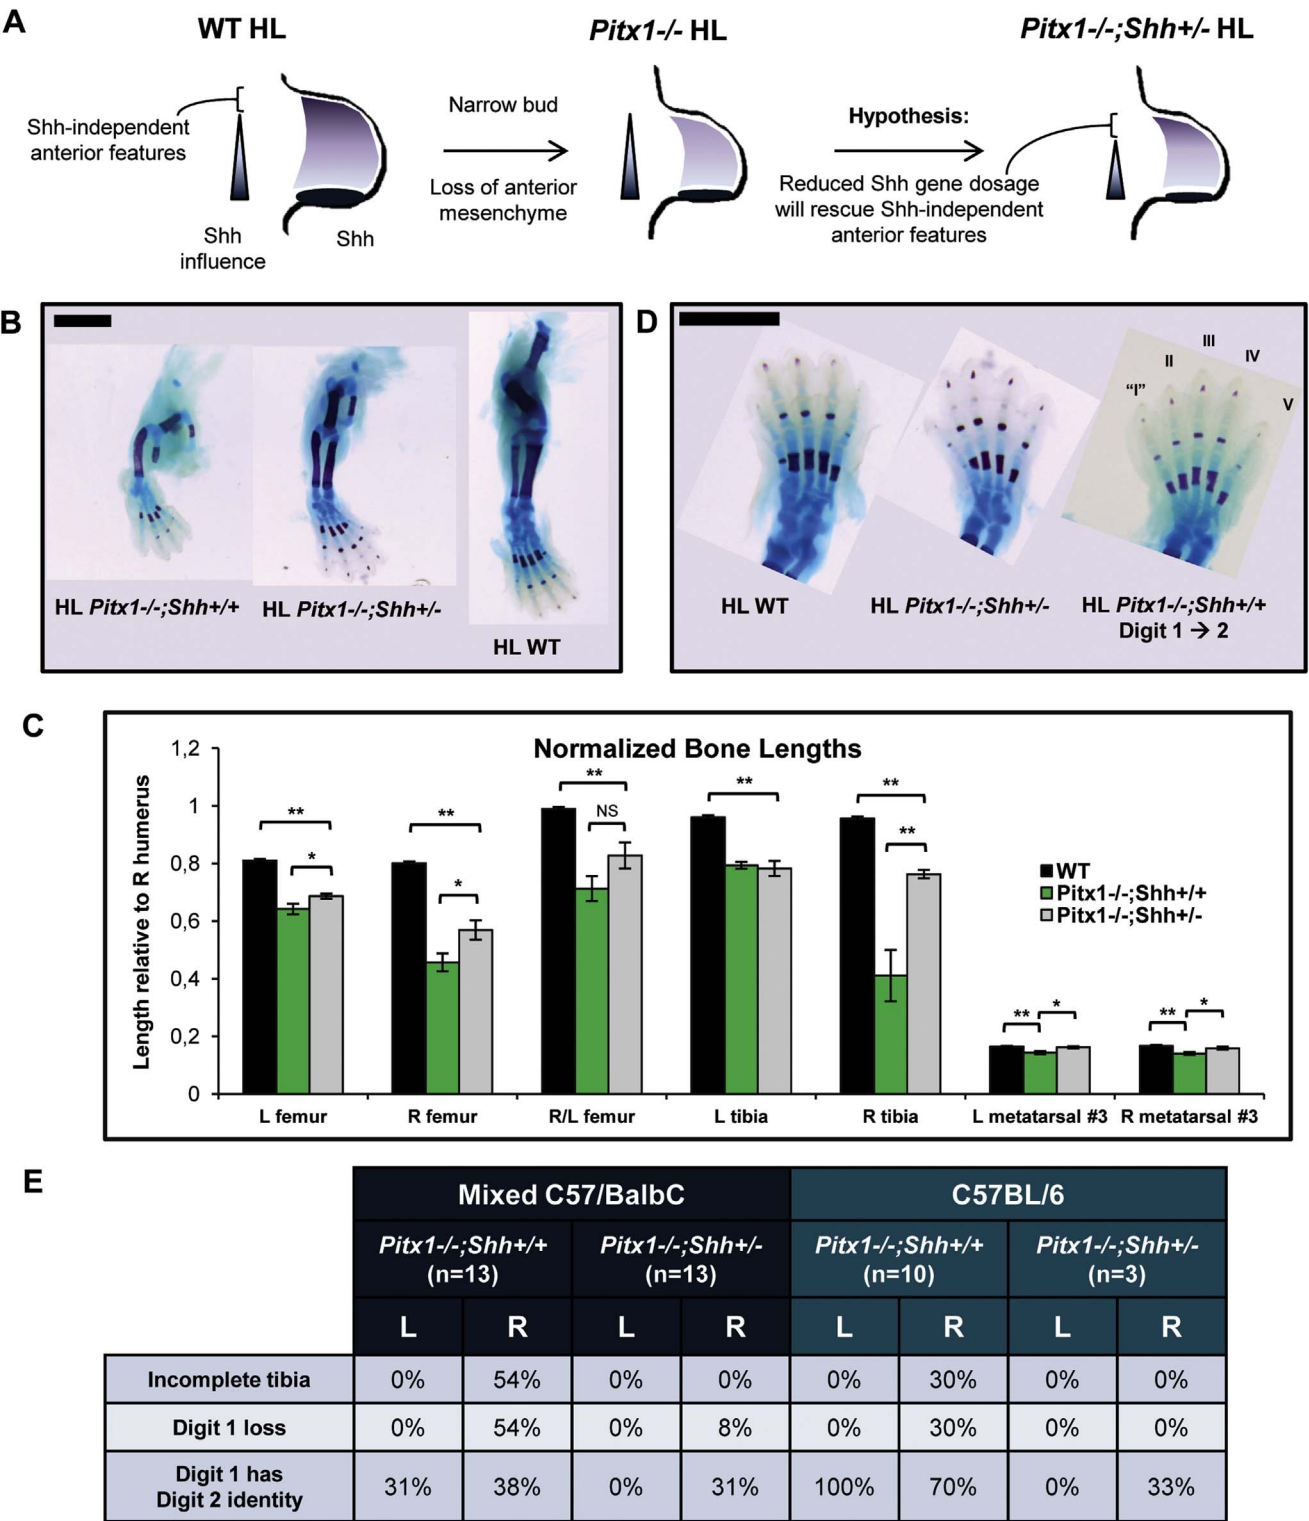 A
WT HL
Pitx1-/- HL
Pitx1-/-;Shh+/- HL
Shh-independent
anterior features
Shh
influence
Shh
Narrow bud
Loss of anterior
mesenchyme
Hypothesis:
Reduced Shh gene dosage
will rescue Shh-independent
anterior features
B
HL Pitx1-/-;Shh+/+
HL Pitx1-/-;Shh+/-
HL WT
D
"I"
II
III
IV
V
HL WT
HL Pitx1-/-;Shh+/-
HL Pitx1-/-;Shh+/+
Digit 1 → 2
C
Normalized Bone Lengths
Length relative to R humerus
1,2
1
0,8
0,6
0,4
0,2
0
**
*
**
*
**
NS
**
**
**
**
*
**
*
WT
Pitx1-/-;Shh+/+
Pitx1-/-;Shh+/-
L femur
R femur
R/L femur
L tibia
R tibia
L metatarsal #3
R metatarsal #3
E
Mixed C57/BalbC C57BL/6
Pitx1-/-;Shh+/+ Pitx1-/-;Shh+/- Pitx1-/-;Shh+/+ Pitx1-/-;Shh+/-
(n=13) (n=13) (n=10) (n=3)
L R L R L R L R
Incomplete tibia 0% 54% 0% 0% 0% 30% 0% 0%
Digit 1 loss 0% 54% 0% 8% 0% 30% 0% 0%
Digit 1 has
Digit 2 identity 31% 38% 0% 31% 100% 70% 0% 33%